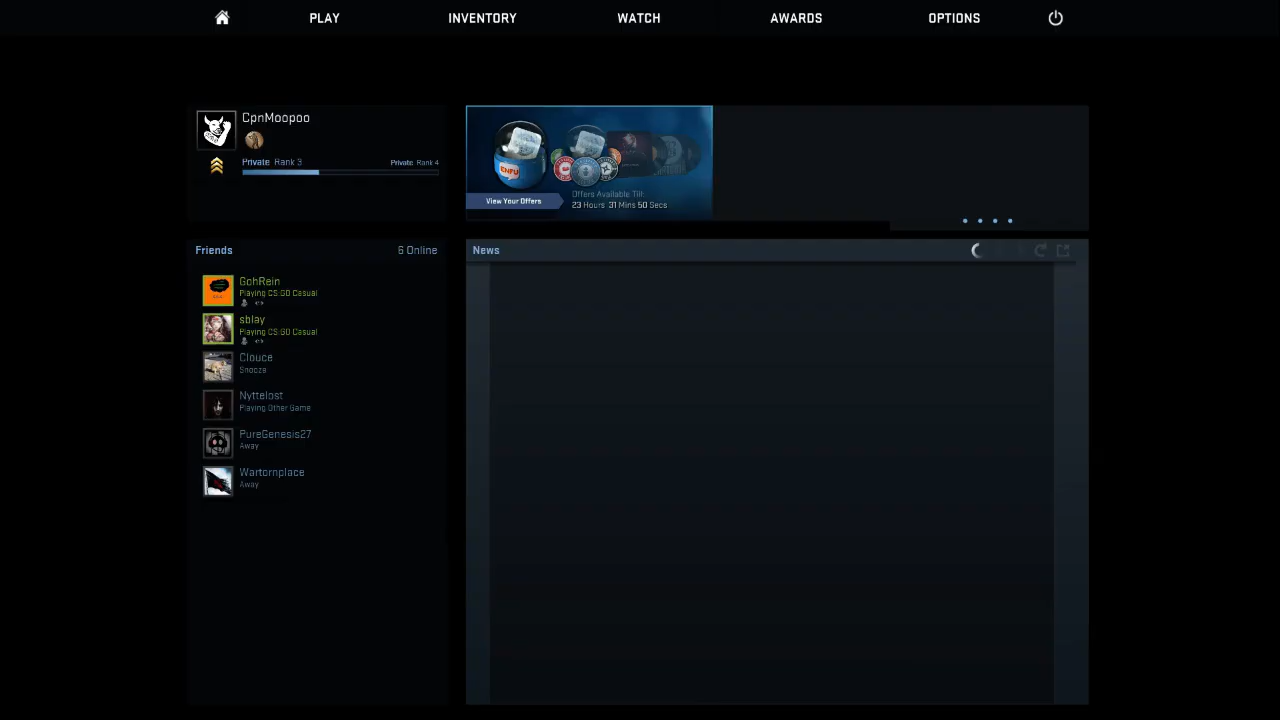 PLAY
INVENTORY
WATCH
AWARDS
OPTIONS
CpnMoopoo
Private Rank 3
Private Rank 4
ENFU
View Your Offers
Offers Available Till:
23 Hours 31 Mins 50 Secs
Friends
6 Online
News
GohRein
Playing CS:GO Casual
sblay
Playing CS:GO Casual
Clouce
Snooze
Nyttelost
Playing Other Game
PureGenesis27
Away
Wartornplace
Away